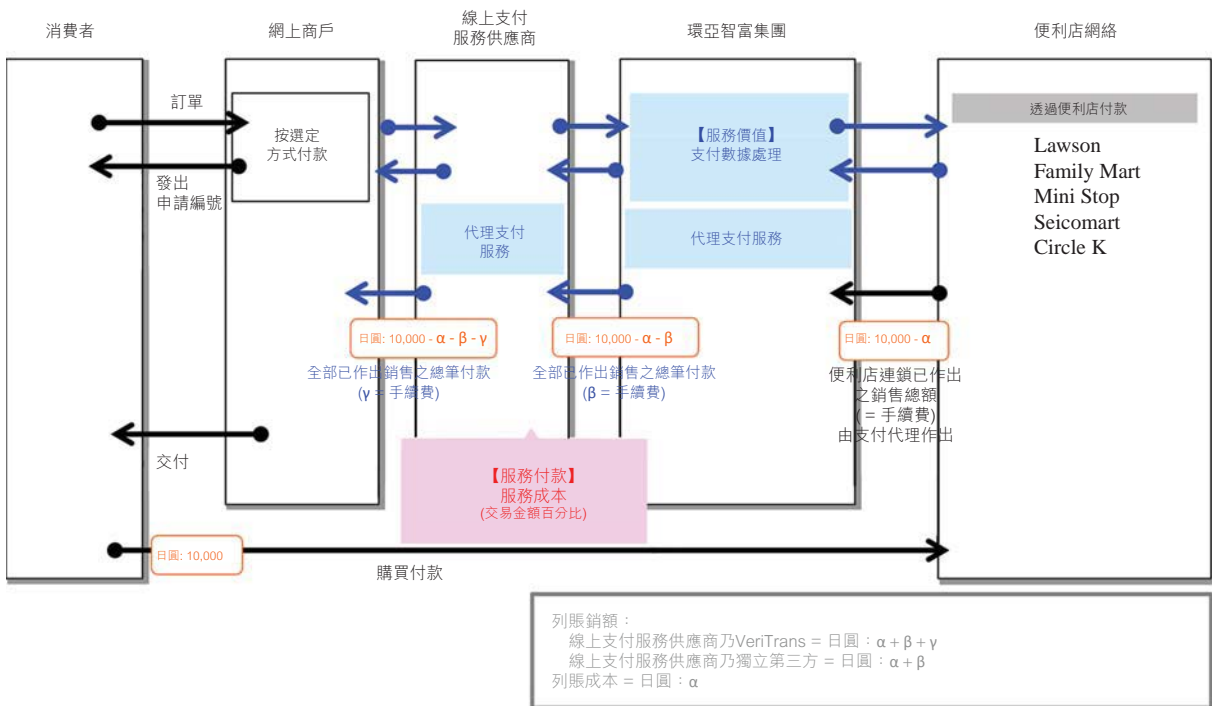 消費者
網上商戶
線上支付
服務供應商
環亞智富集團
便利店網絡
訂單
發出
申請編號
按選定
方式付款
【服務價值】
支付數據處理
透過便利店付款
Lawson
Family Mart
Mini Stop
Seicomart
Circle K
代理支付
服務
代理支付服務
日圓: 10,000 - α - β - γ
全部已作出銷售之總筆付款
(γ = 手續費)
日圓: 10,000 - α - β
全部已作出銷售之總筆付款
(β = 手續費)
日圓: 10,000 - α
便利店連鎖已作出
之銷售總額
( = 手續費)
由支付代理作出
交付
【服務付款】
服務成本
(交易金額百分比)
日圓: 10,000
購買付款
列賬銷額：
線上支付服務供應商乃VeriTrans = 日圓：α + β + γ
線上支付服務供應商乃獨立第三方 = 日圓：α + β
列賬成本 = 日圓：α